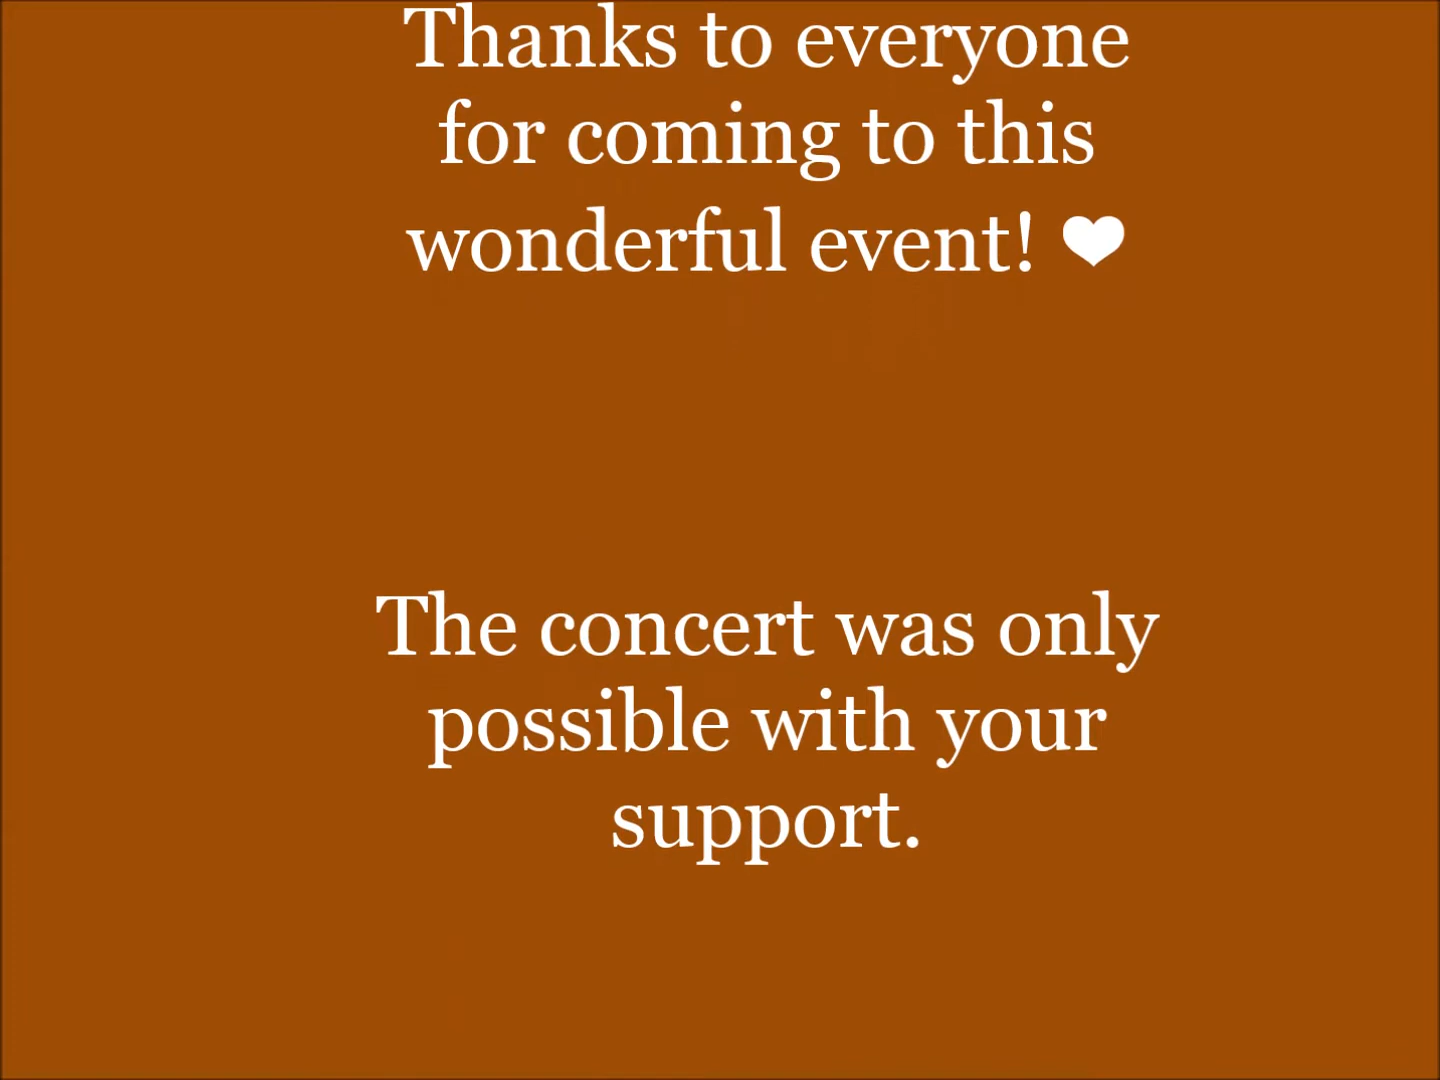 Thanks to everyone
for coming to this
wonderful event! ❤
The concert was only
possible with your
support.